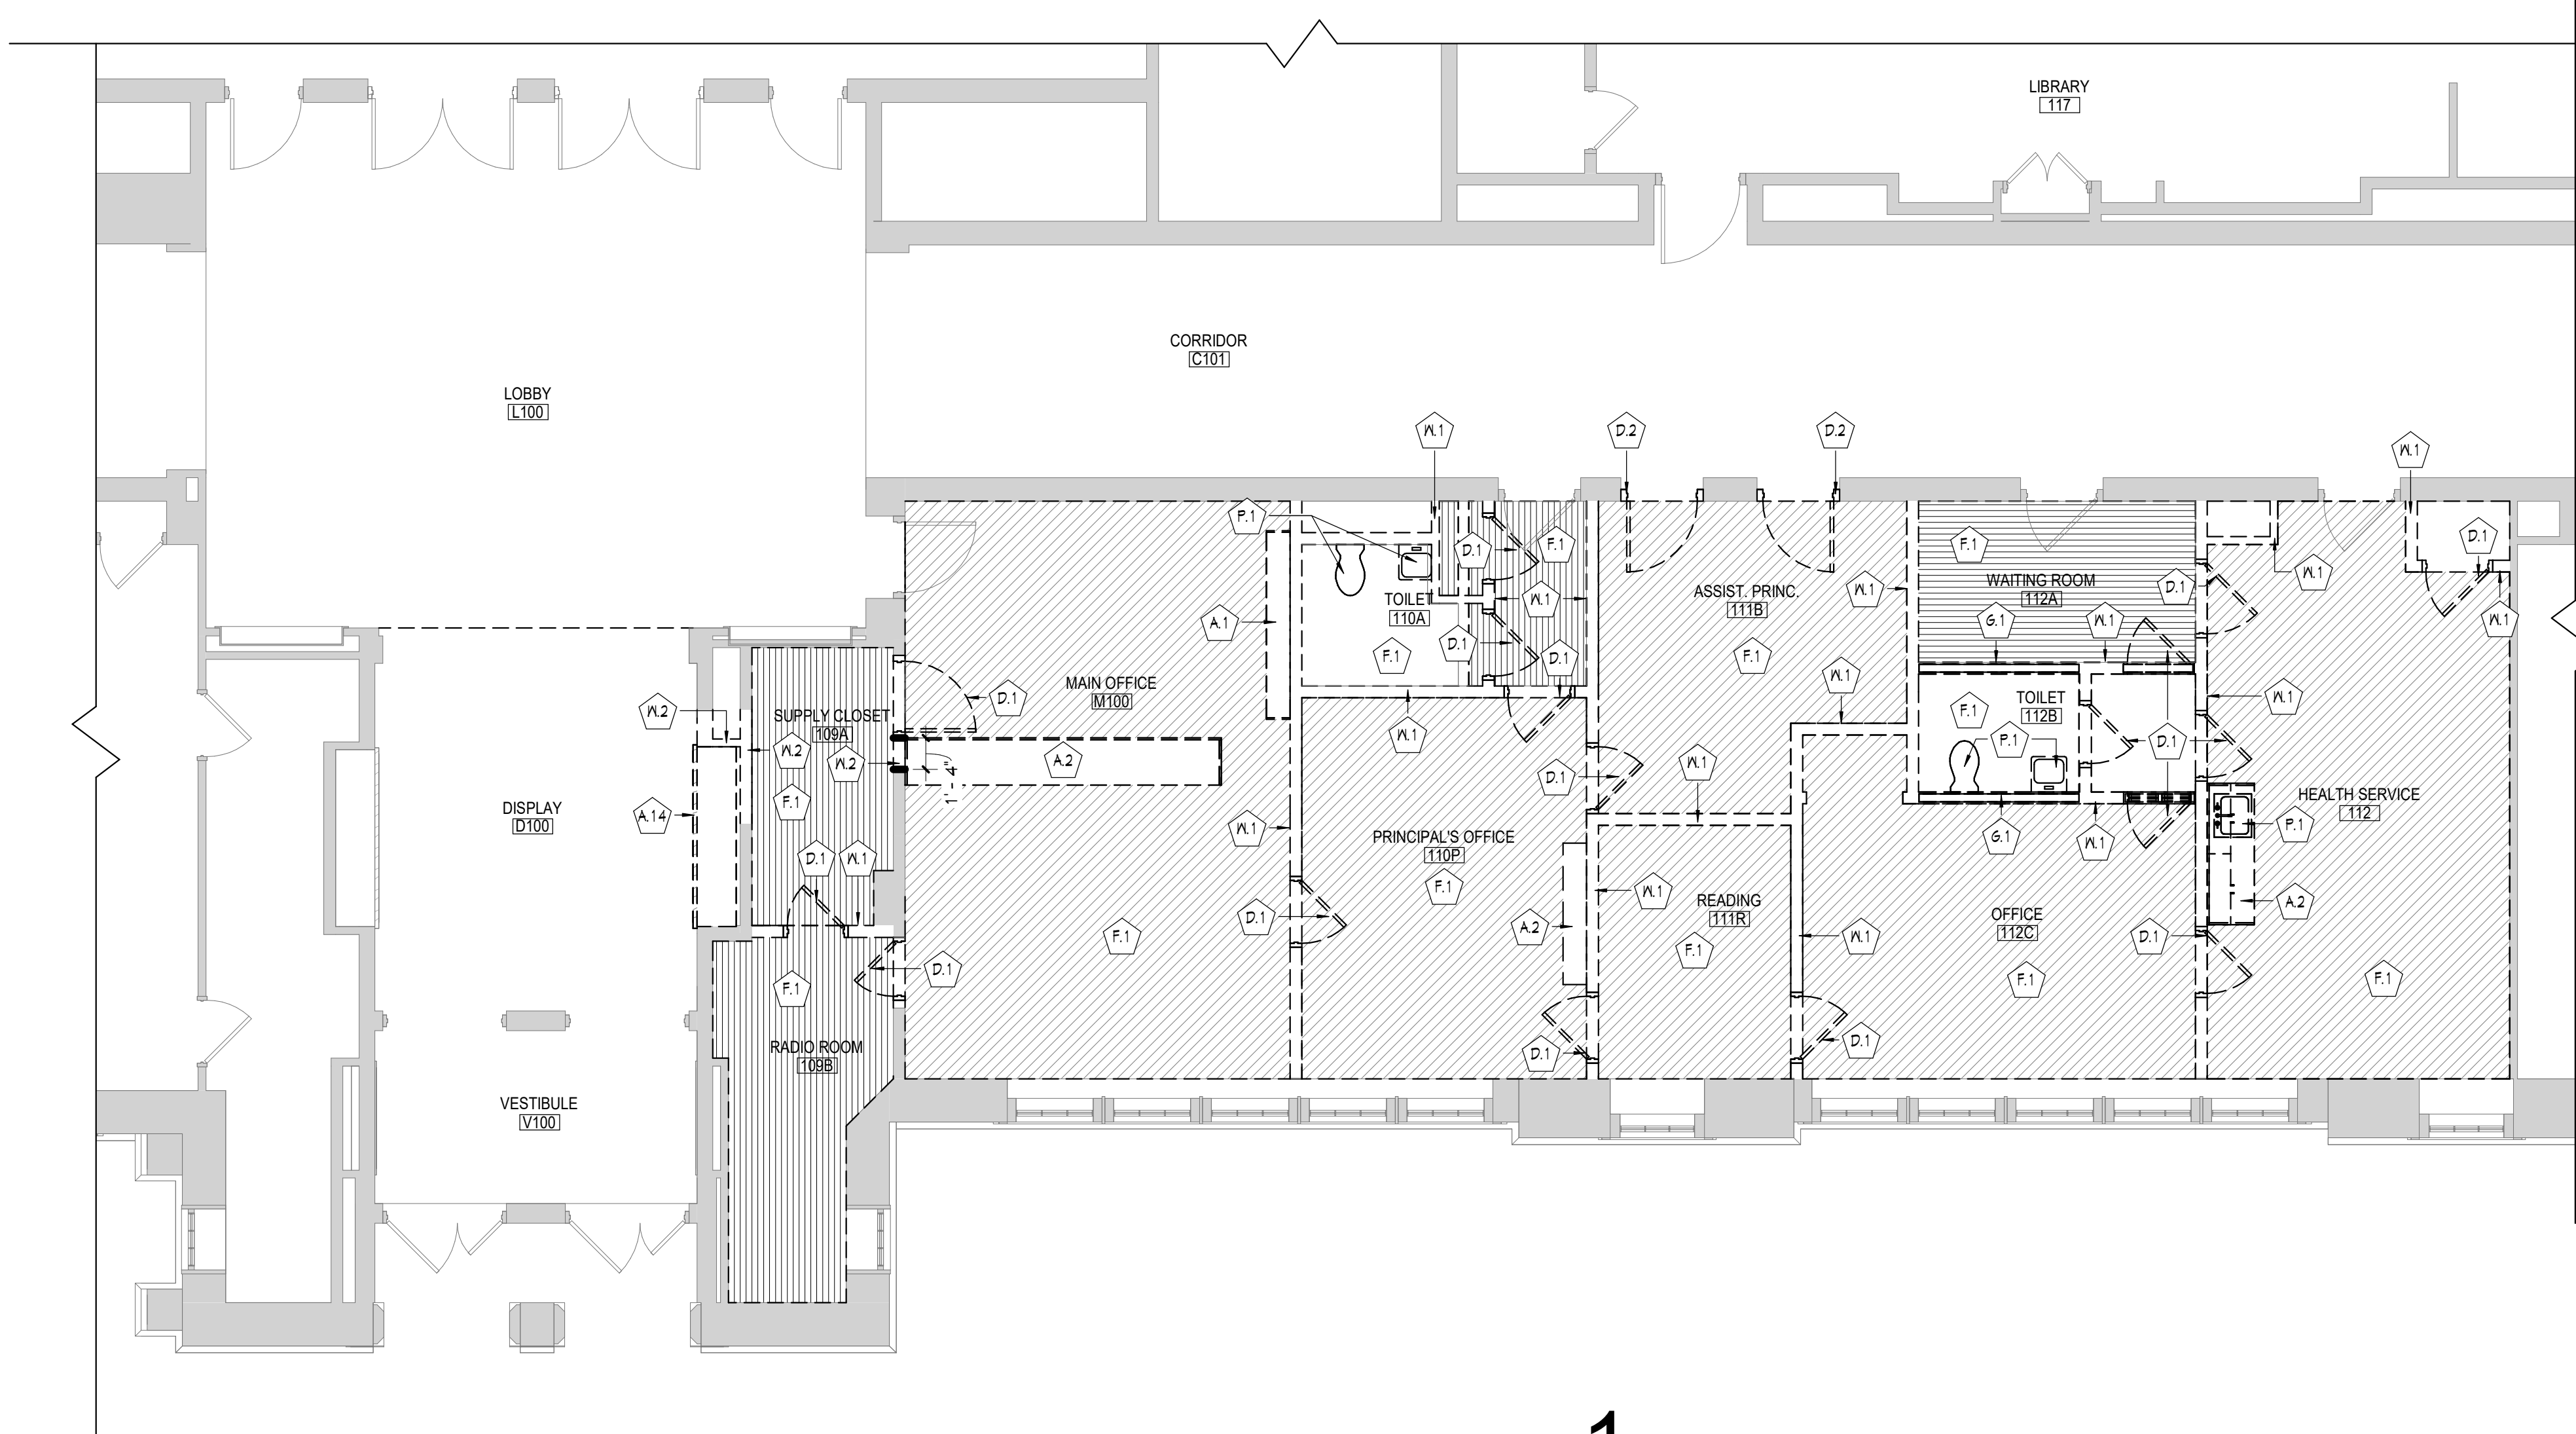 LIBRARY
117
CORRIDOR
C101
LOBBY
L100
W.1
D.2
D.2
W.1
P.1
D.1
F.1
F.1
D.1
W.1
D.1
A.1
TOILET
110A
W.1
ASSIST. PRINC.
111B
W.1
WAITING ROOM
112A
D.1
W.1
G.1
W.1
F.1
D.1
D.1
F.1
MAIN OFFICE
M100
D.1
W.2
SUPPLY CLOSET
109A
W.1
W.1
F.1
TOILET
112B
W.1
W.2
W.2
A.2
1'- 4"
D.1
W.1
P.1
D.1
F.1
DISPLAY
D100
A.14
W.1
PRINCIPAL'S OFFICE
110P
G.1
W.1
HEALTH SERVICE
112
P.1
D.1
W.1
F.1
W.1
READING
111R
A.2
D.1
A.2
OFFICE
112C
F.1
F.1
W.1
D.1
D.1
F.1
F.1
F.1
RADIO ROOM
109B
D.1
D.1
VESTIBULE
V100